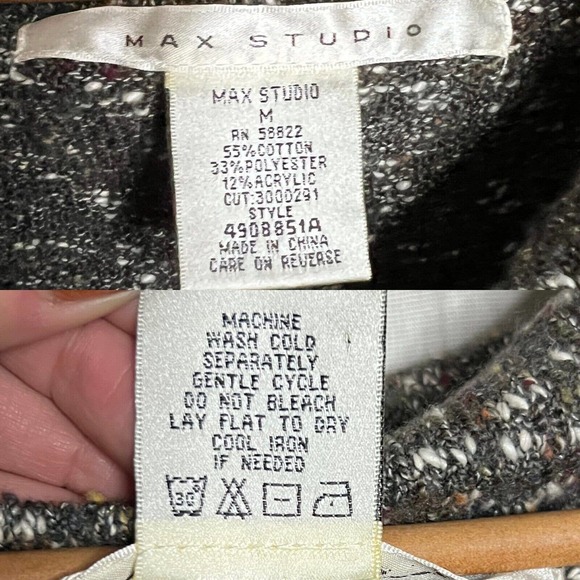 MAX STUDIO
MAX STUDIO
M
RN 58822
55%COTTON
33%POLYESTER
12%ACRYLIC
CUT:3000291
STYLE
4908851A
MADE IN CHINA
CARE ON REVERSE
MACHINE
WASH COLD
SEPARATELY
GENTLE CYCLE
DO NOT BLEACH
LAY FLAT TO DRY
COOL IRON
IF NEEDED
30